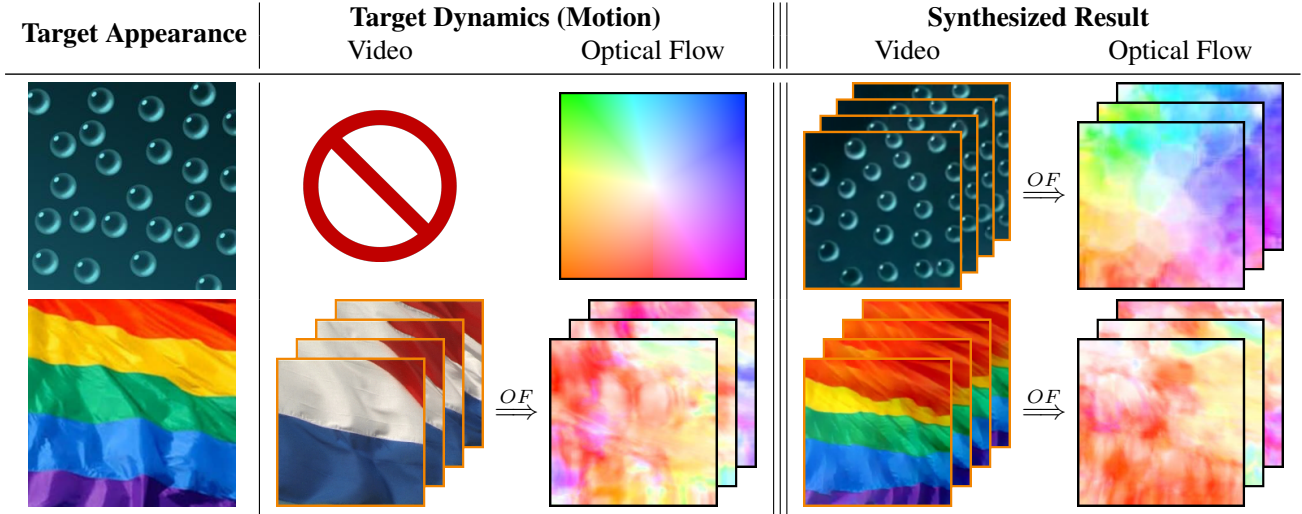 Target Appearance
Target Dynamics (Motion)
Video
Optical Flow
Synthesized Result
Video
Optical Flow
OF
OF
OF